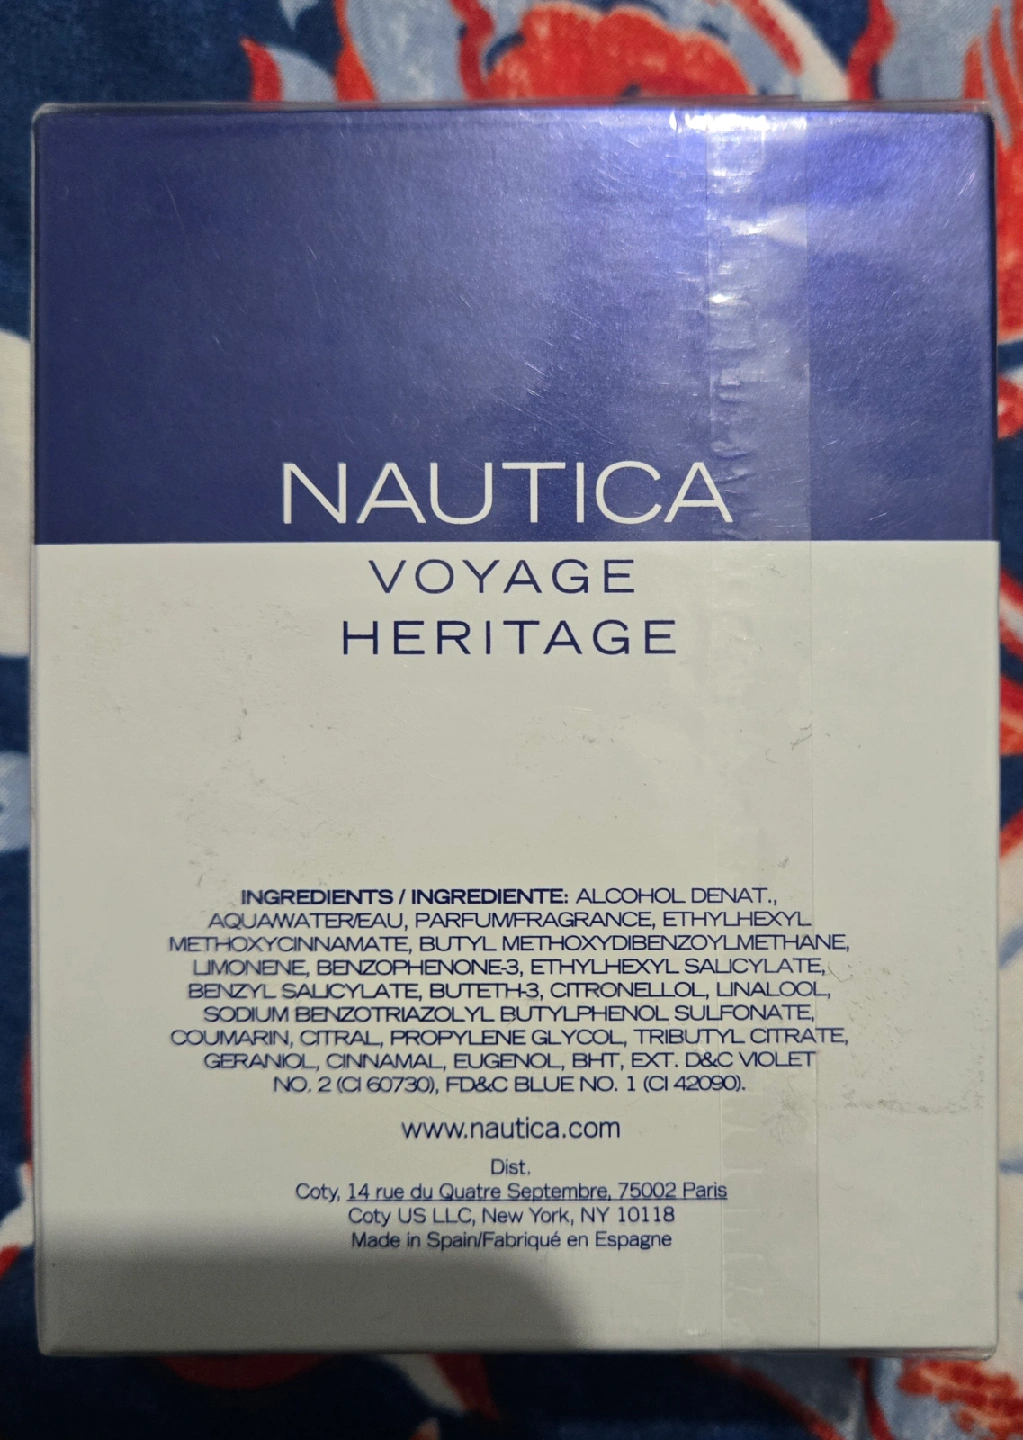 NAUTICA
VOYAGE
HERITAGE
INGREDIENTS / INGREDIENTE: ALCOHOL DENAT.,
AQUA/WATER/EAU, PARFUM/FRAGRANCE, ETHYLHEXYL
METHOXYCINNAMATE, BUTYL METHOXYDIBENZOYLMETHANE,
LIMONENE, BENZOPHENONE-3, ETHYLHEXYL SALICYLATE,
BENZYL SALICYLATE, BUTETH-3, CITRONELLOL, LINALOOL,
SODIUM BENZOTRIAZOLYL BUTYLPHENOL SULFONATE,
COUMARIN, CITRAL, PROPYLENE GLYCOL, TRIBUTYL CITRATE,
GERANIOL, CINNAMAL, EUGENOL, BHT, EXT. D&C VIOLET
NO. 2 (CI 60730), FD&C BLUE NO. 1 (CI 42090).
www.nautica.com
Dist.
Coty, 14 rue du Quatre Septembre, 75002 Paris
Coty US LLC, New York, NY 10118
Made in Spain/Fabriqué en Espagne